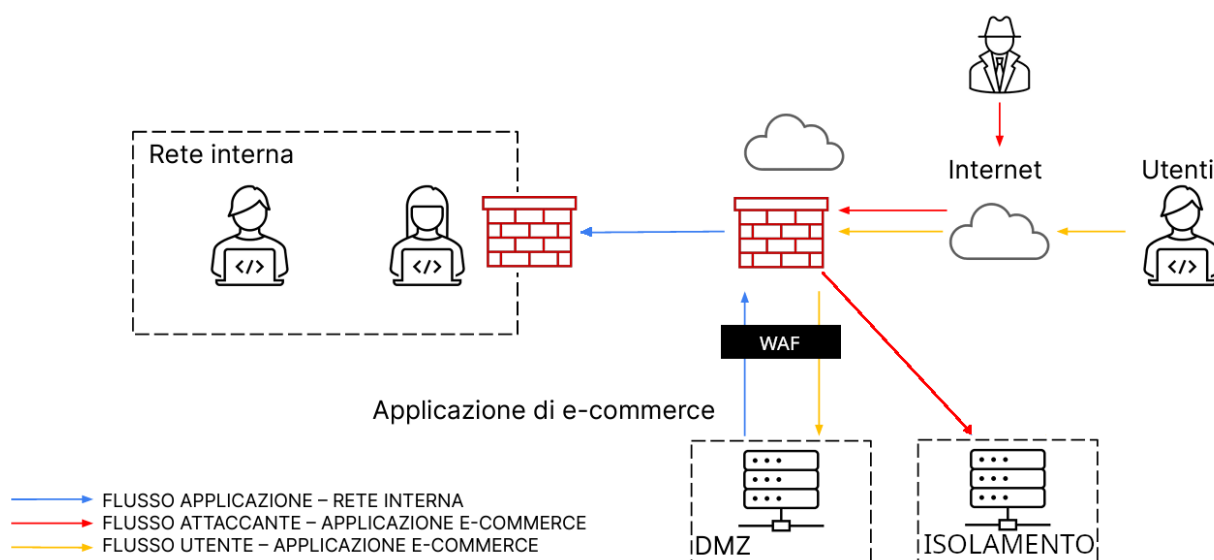 Rete interna
Internet
Utenti
</>
</>
</>
WAF
Applicazione di e-commerce
FLUSSO APPLICAZIONE – RETE INTERNA
FLUSSO ATTACCANTE – APPLICAZIONE E-COMMERCE
FLUSSO UTENTE – APPLICAZIONE E-COMMERCE
DMZ
ISOLAMENTO